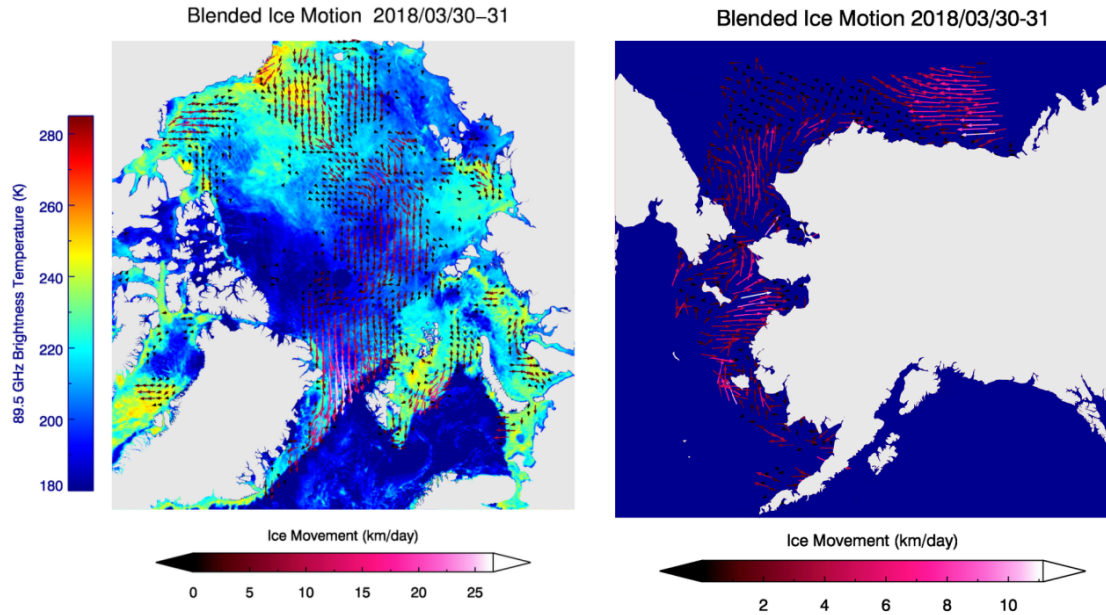 Blended Ice Motion 2018/03/30−31
89.5 GHz Brightness Temperature (K)
280
260
240
220
200
180
Ice Movement (km/day)
0 5 10 15 20 25
Blended Ice Motion 2018/03/30-31
Ice Movement (km/day)
2 4 6 8 10